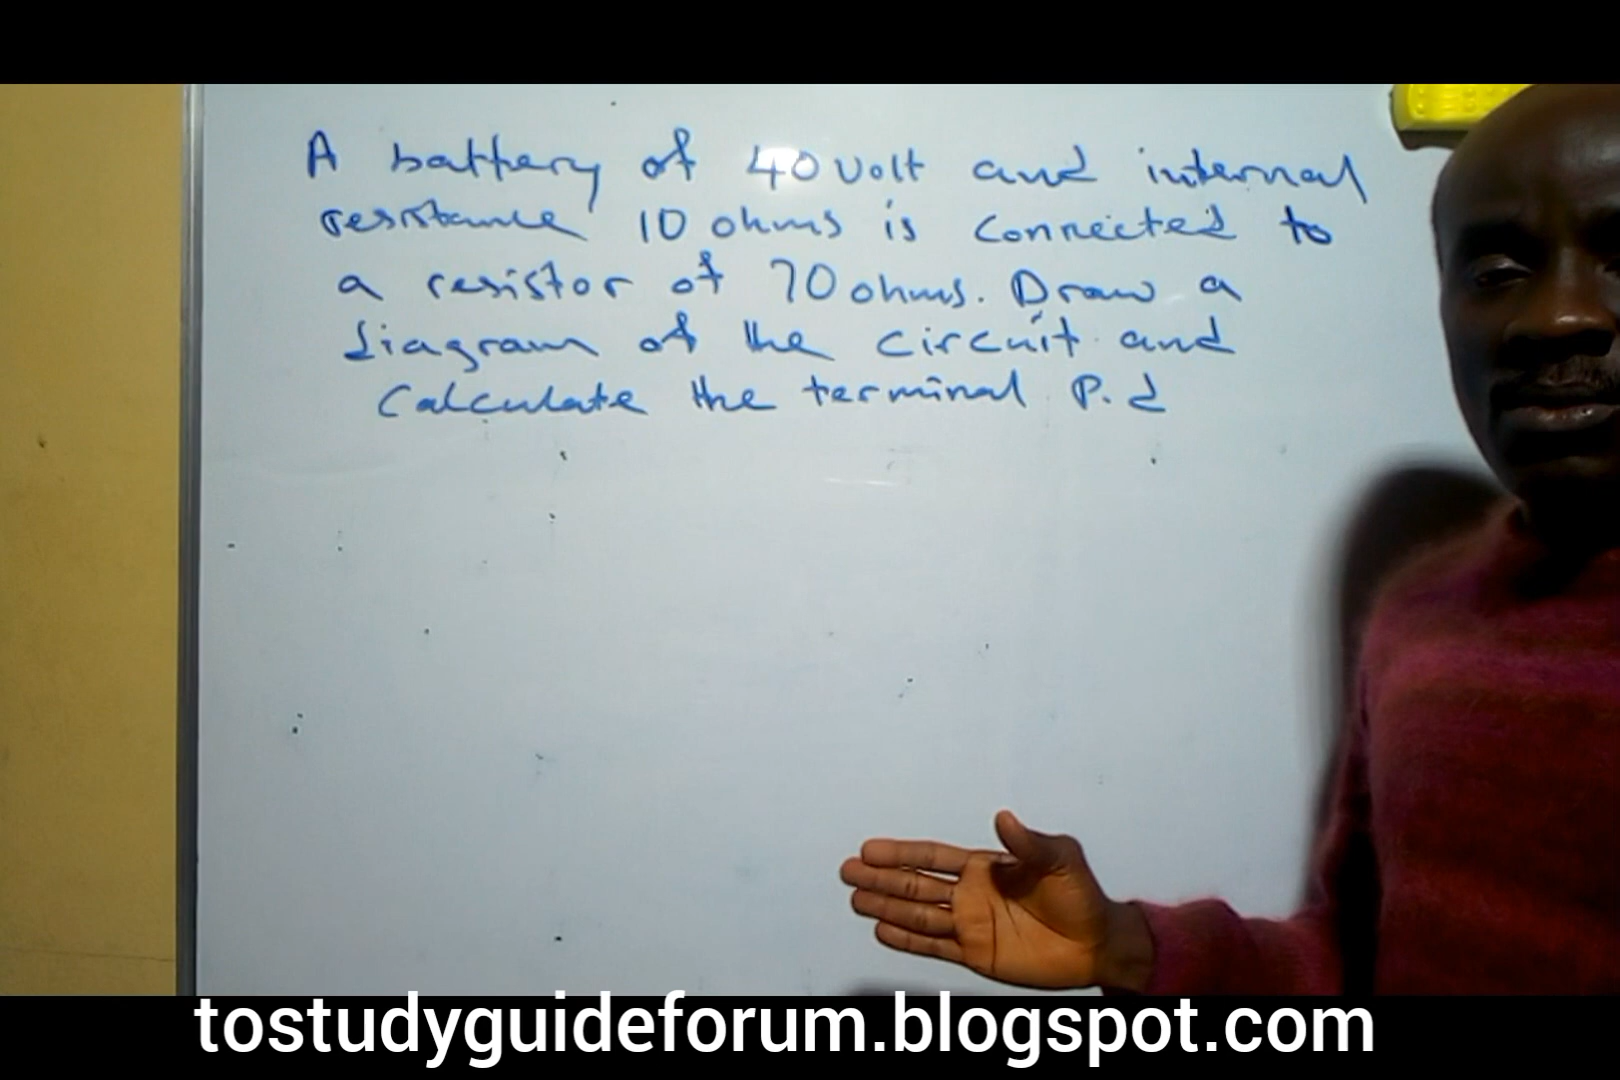 A battery of 40 volt and internal
resistance 10 ohms is connected to
a resistor of 70 ohms. Draw a
diagram of the circuit and
calculate the terminal P.d
tostudyguideforum.blogspot.com